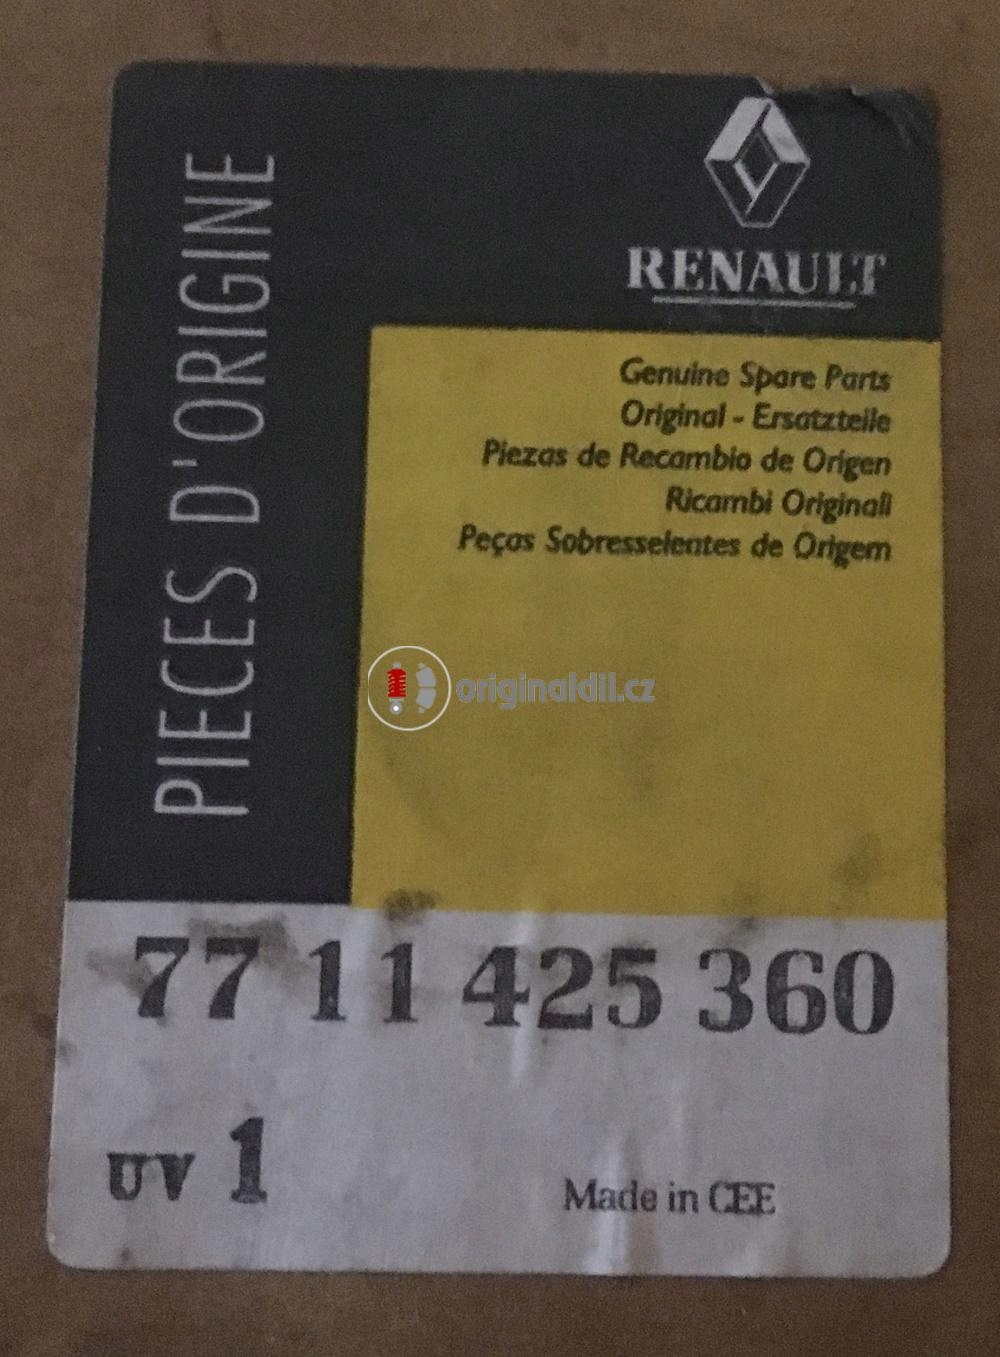 PIECES D'ORIGINE
RENAULT
Genuine Spare Parts
Original - Ersatzteile
Piezas de Recambio de Origen
Ricambi Originali
Peças Sobresselentes de Origem
originaldil.cz
77 11 425 360
UV 1
Made in CEE